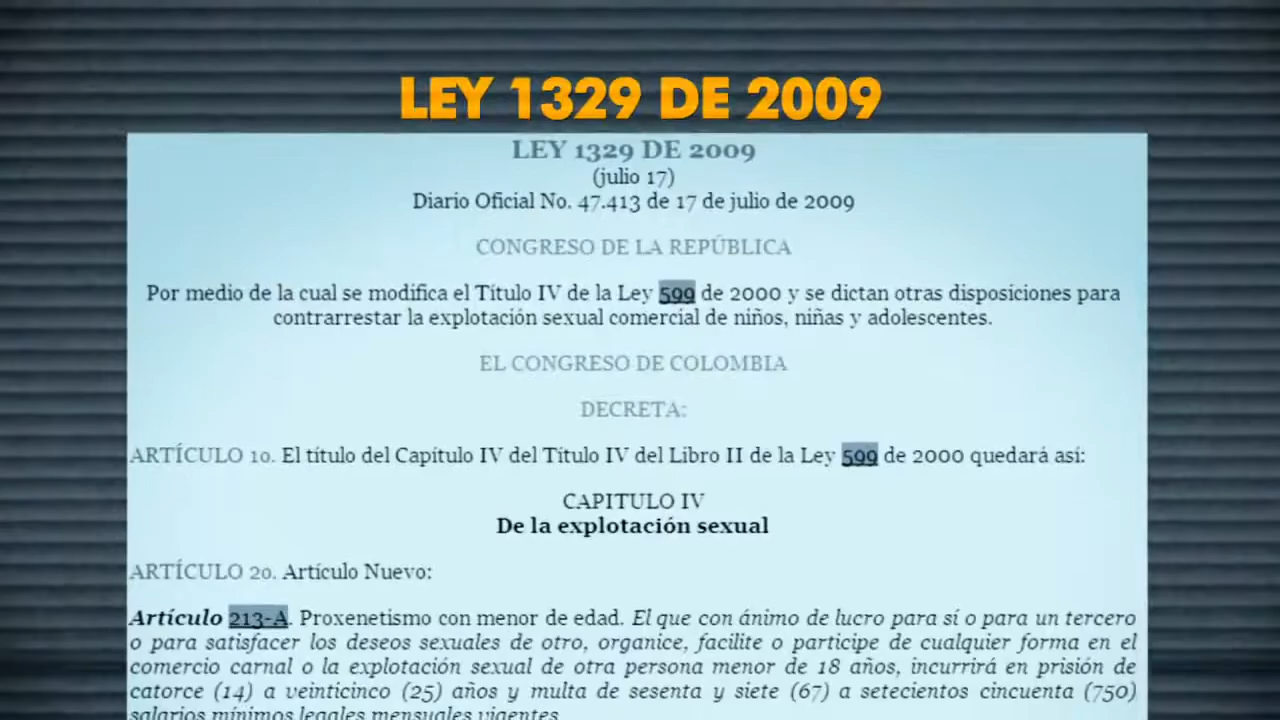 LEY 1329 DE 2009
LEY 1329 DE 2009
(julio 17)
Diario Oficial No. 47.413 de 17 de julio de 2009
CONGRESO DE LA REPÚBLICA
Por medio de la cual se modifica el Título IV de la Ley 599 de 2000 y se dictan otras disposiciones para
contrarrestar la explotación sexual comercial de niños, niñas y adolescentes.
EL CONGRESO DE COLOMBIA
DECRETA:
ARTÍCULO 1o. El título del Capítulo IV del Título IV del Libro II de la Ley 599 de 2000 quedará así:
CAPITULO IV
De la explotación sexual
ARTÍCULO 2o. Artículo Nuevo:
Artículo 213-A. Proxenetismo con menor de edad. El que con ánimo de lucro para sí o para un tercero
o para satisfacer los deseos sexuales de otro, organice, facilite o participe de cualquier forma en el
comercio carnal o la explotación sexual de otra persona menor de 18 años, incurrirá en prisión de
catorce (14) a veinticinco (25) años y multa de sesenta y siete (67) a setecientos cincuenta (750)
salarios mínimos legales mensuales vigentes